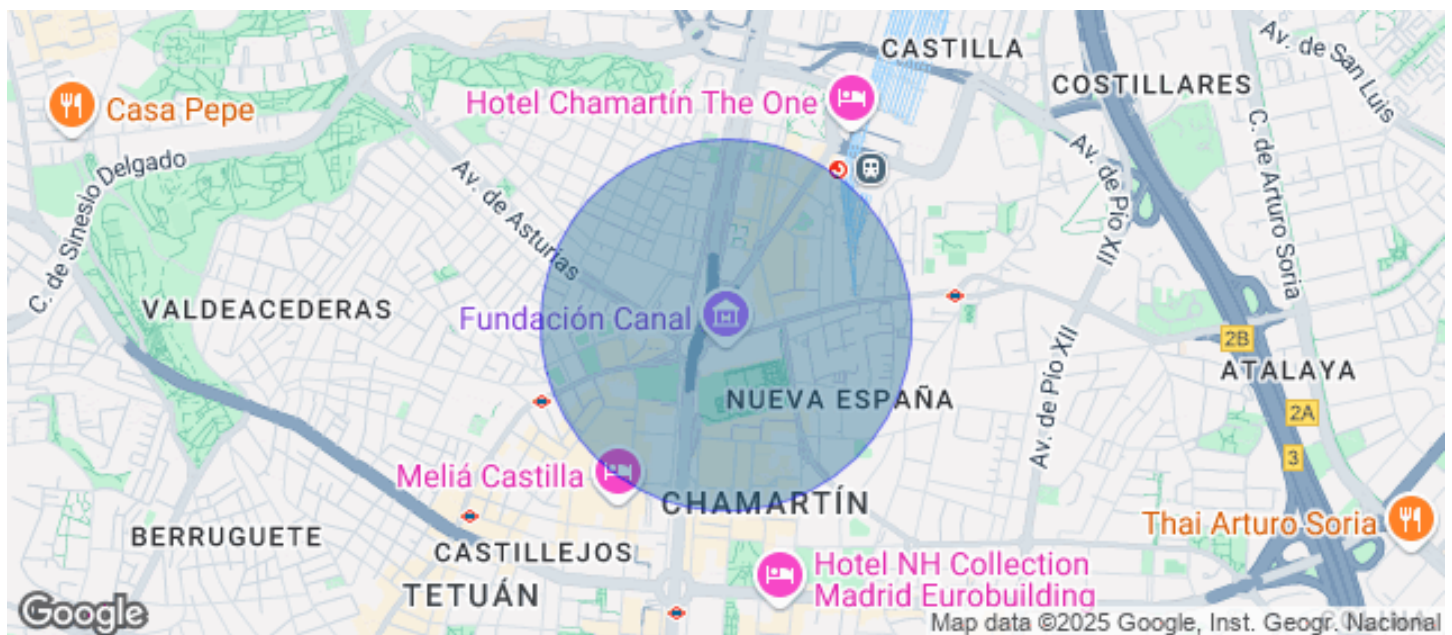 CASTILLA
Av. de San Luis
COSTILLARES
Casa Pepe
Hotel Chamartín The One
C. de Sinesio Delgado
Av. de Asturias
Av. de Pío XII
C. de Arturo Soria
VALDEACEDERAS
Fundación Canal
2B
ATALAYA
NUEVA ESPAÑA
Av. de Pío XII
2A
3
Meliá Castilla
CHAMARTÍN
Thai Arturo Soria
BERRUGUETE
CASTILLEJOS
TETUÁN
Hotel NH Collection
Madrid Eurobuilding
Google
Map data ©2025 Google, Inst. Geogr. Nacional